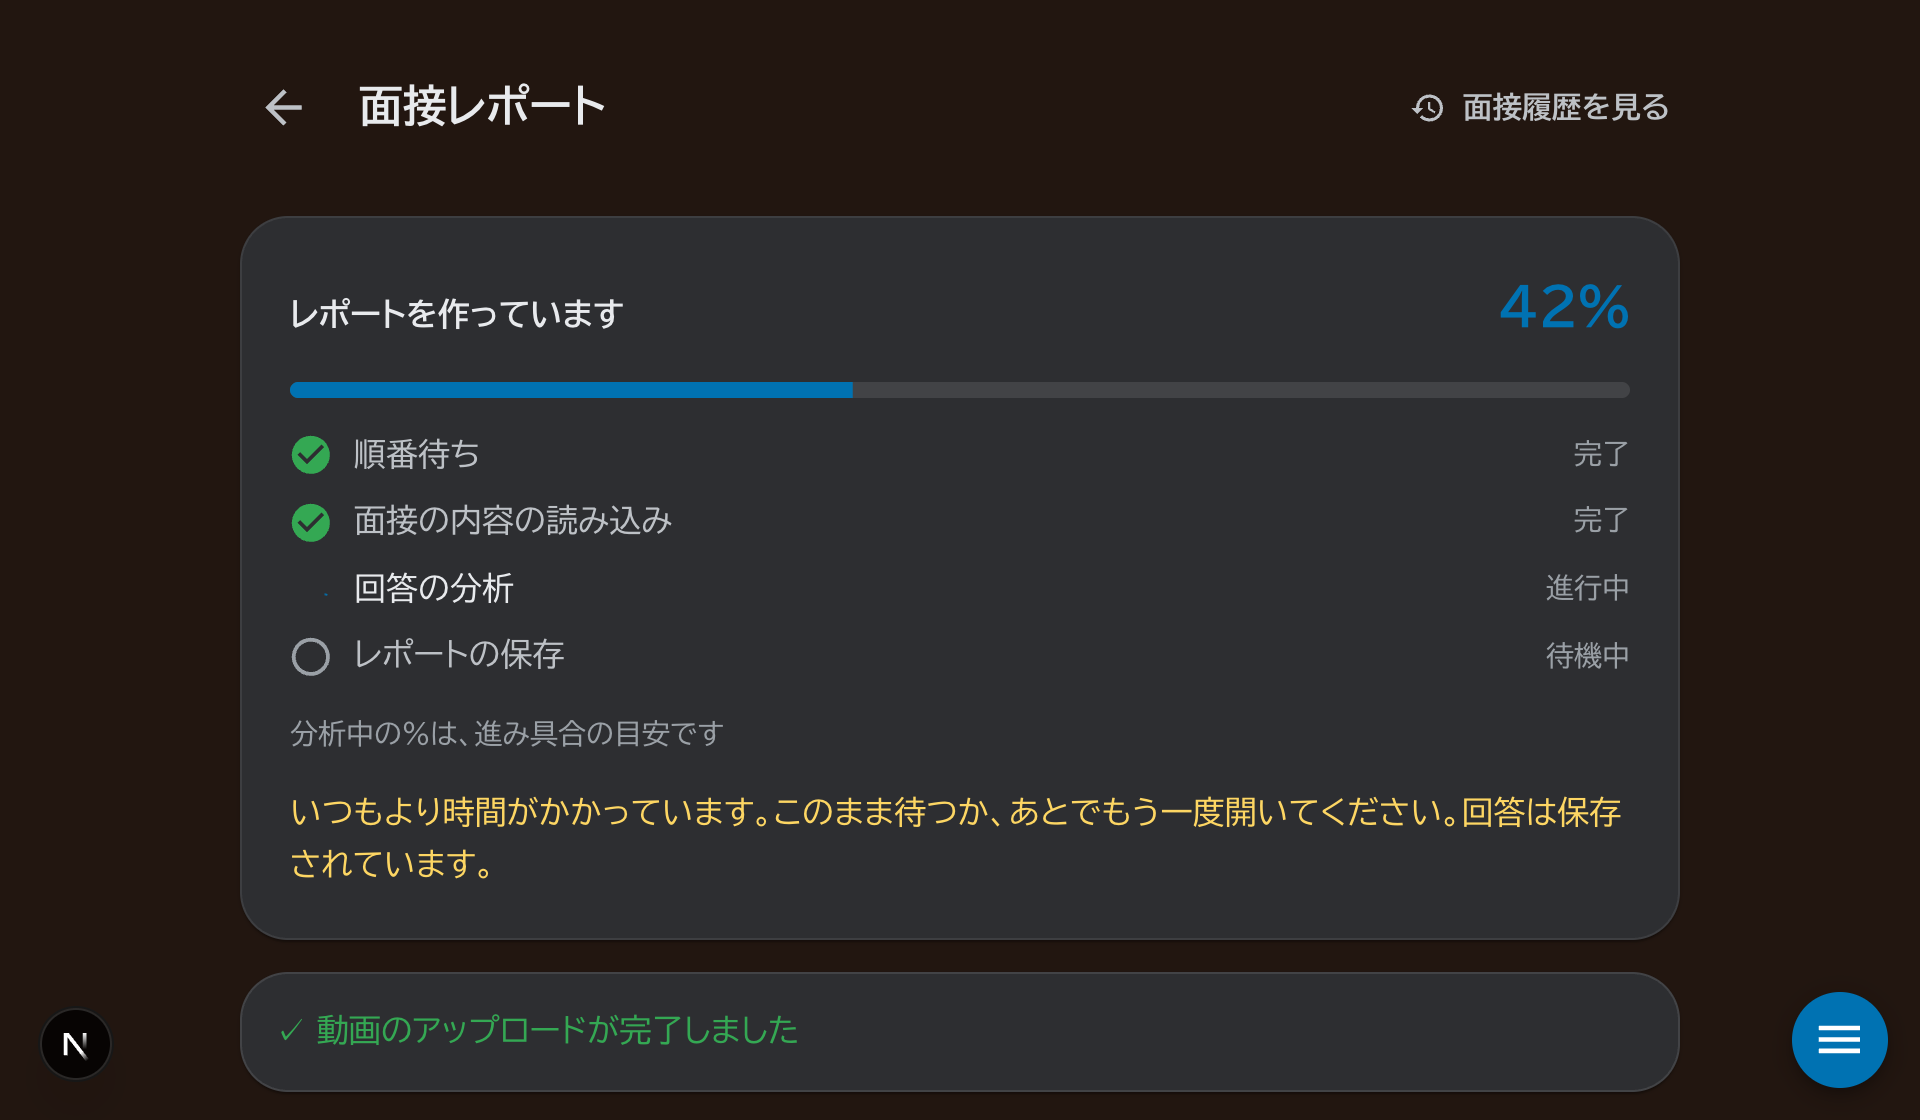 面接レポート
面接履歴を見る
レポートを作っています
42%
順番待ち
完了
面接の内容の読み込み
完了
回答の分析
進行中
レポートの保存
待機中
分析中の%は、進み具合の目安です
いつもより時間がかかっています。このまま待つか、あとでもう一度開いてください。回答は保存
されています。
✓ 動画のアップロードが完了しました
N